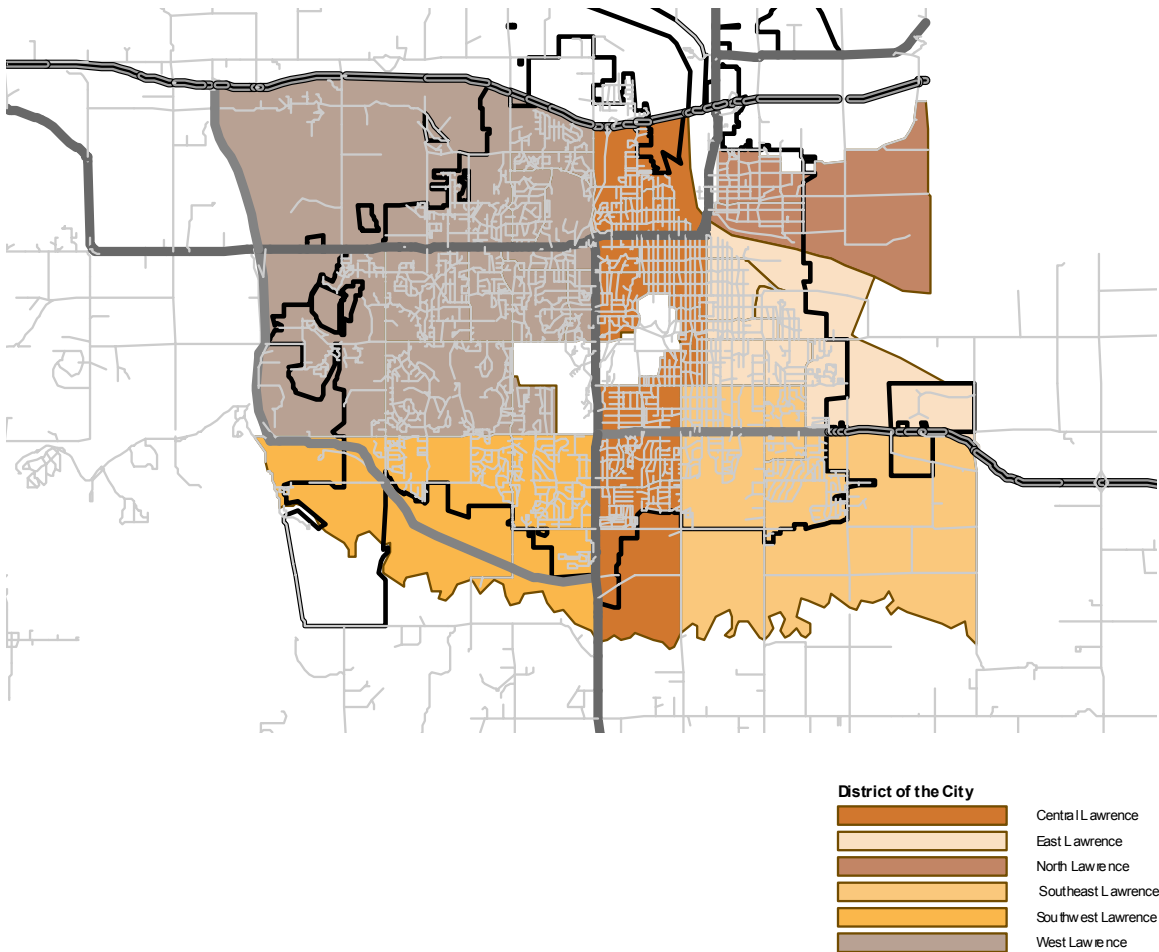 District of the City
Central Lawrence
East Lawrence
North Lawrence
Southeast Lawrence
Southwest Lawrence
West Lawrence